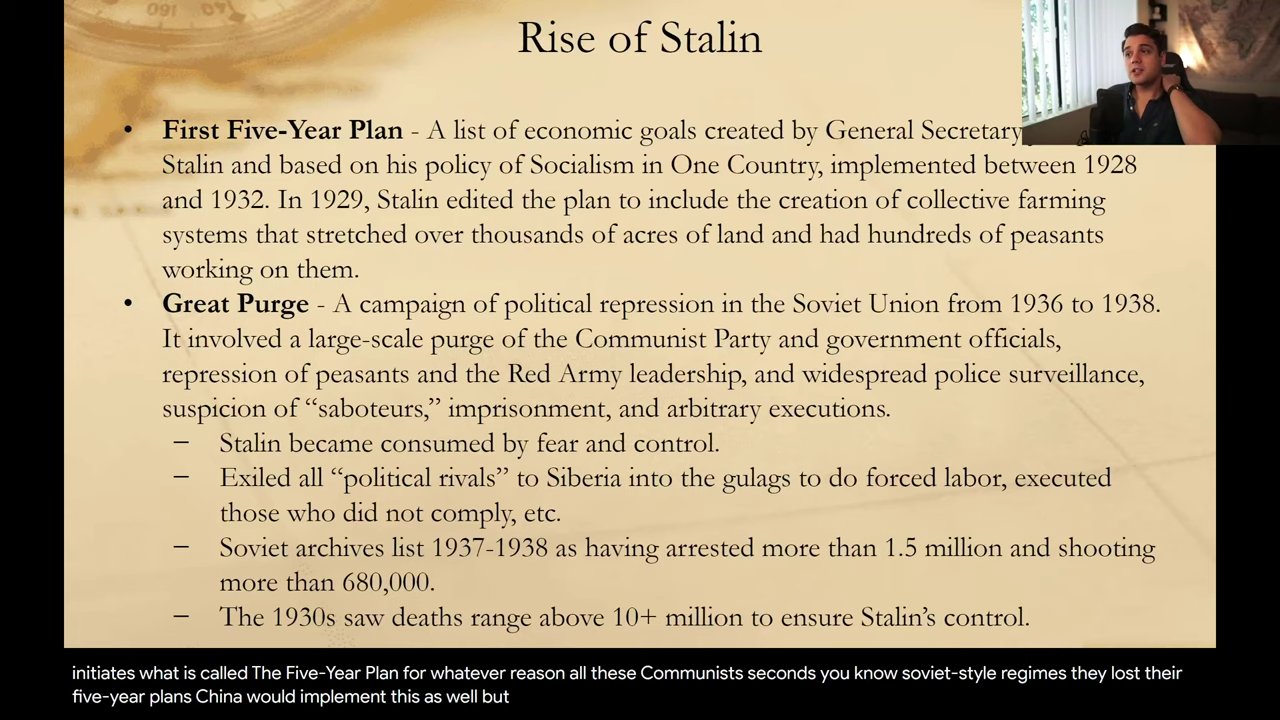 Rise of Stalin
• First Five-Year Plan - A list of economic goals created by General Secretary
Stalin and based on his policy of Socialism in One Country, implemented between 1928
and 1932. In 1929, Stalin edited the plan to include the creation of collective farming
systems that stretched over thousands of acres of land and had hundreds of peasants
working on them.
• Great Purge - A campaign of political repression in the Soviet Union from 1936 to 1938.
It involved a large-scale purge of the Communist Party and government officials,
repression of peasants and the Red Army leadership, and widespread police surveillance,
suspicion of “saboteurs,” imprisonment, and arbitrary executions.
– Stalin became consumed by fear and control.
– Exiled all “political rivals” to Siberia into the gulags to do forced labor, executed
those who did not comply, etc.
– Soviet archives list 1937-1938 as having arrested more than 1.5 million and shooting
more than 680,000.
– The 1930s saw deaths range above 10+ million to ensure Stalin’s control.
initiates what is called The Five-Year Plan for whatever reason all these Communists seconds you know soviet-style regimes they lost their
five-year plans China would implement this as well but